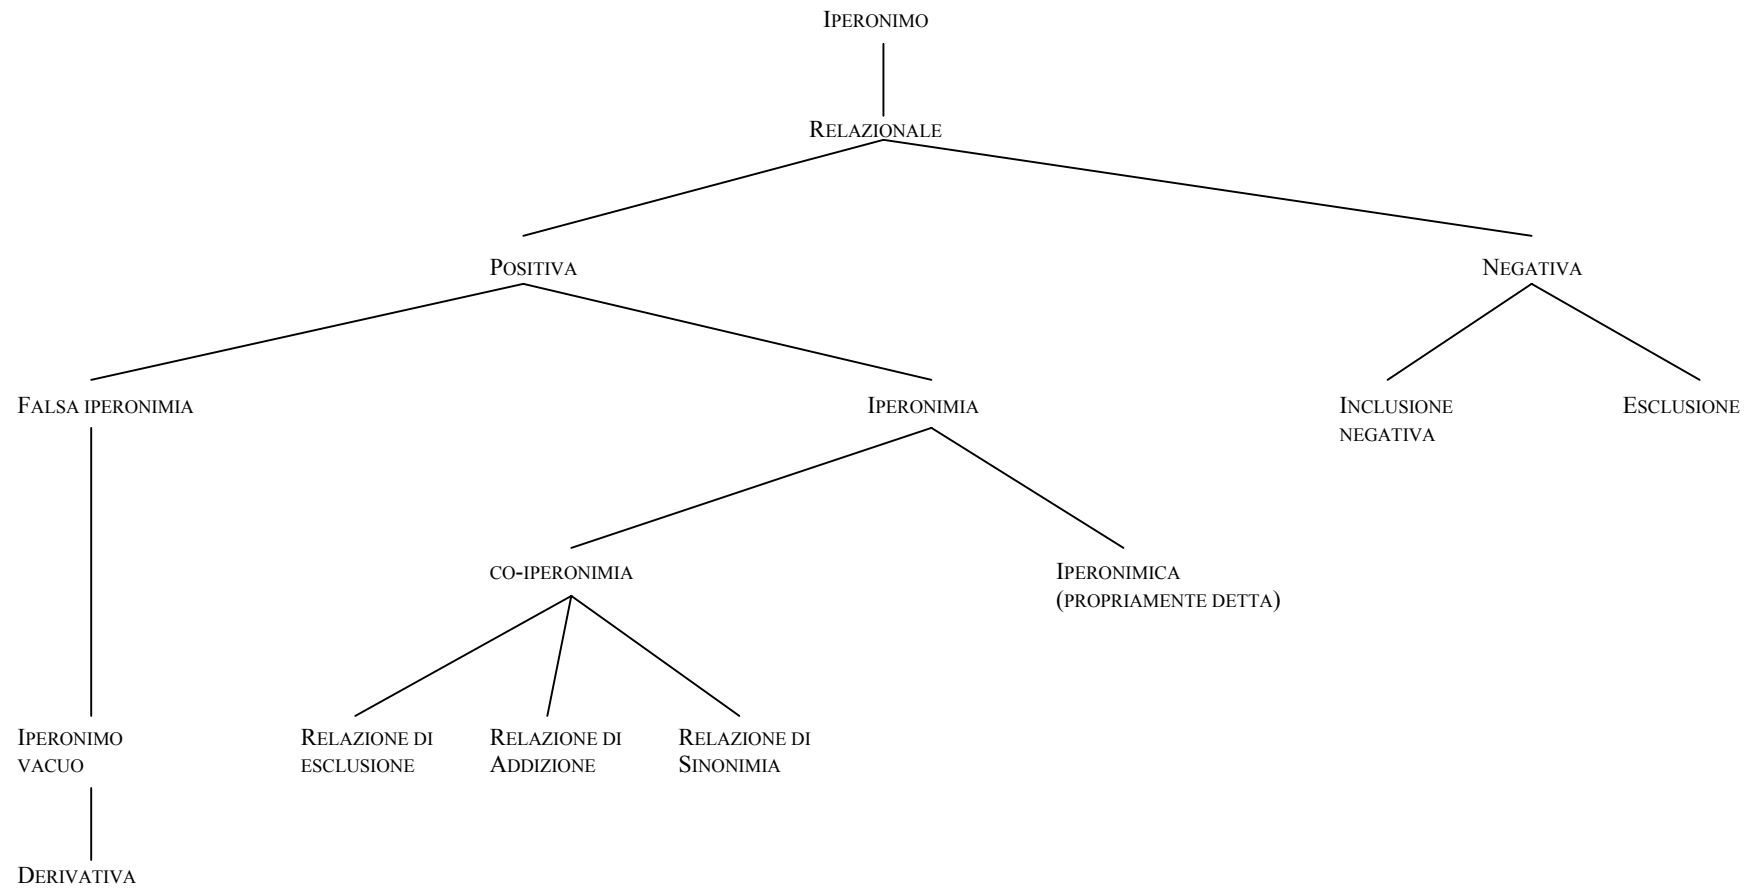 IPERONIMO
RELAZIONALE
POSITIVA
NEGATIVA
FALSA IPERONIMIA
IPERONIMIA
INCLUSIONE
NEGATIVA
ESCLUSIONE
CO-IPERONIMIA
IPERONIMICA
(PROPRIAMENTE DETTA)
IPERONIMO
VACUO
RELAZIONE DI
ESCLUSIONE
RELAZIONE DI
ADDIZIONE
RELAZIONE DI
SINONIMIA
DERIVATIVA